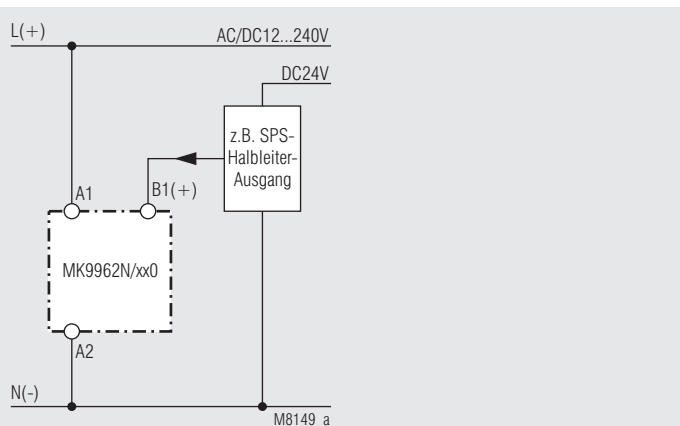 L(+)
AC/DC12...240V
DC24V
z.B. SPS-
Halbleiter-
Ausgang
A1
B1(+)
MK9962N/xx0
A2
N(-)
M8149_a